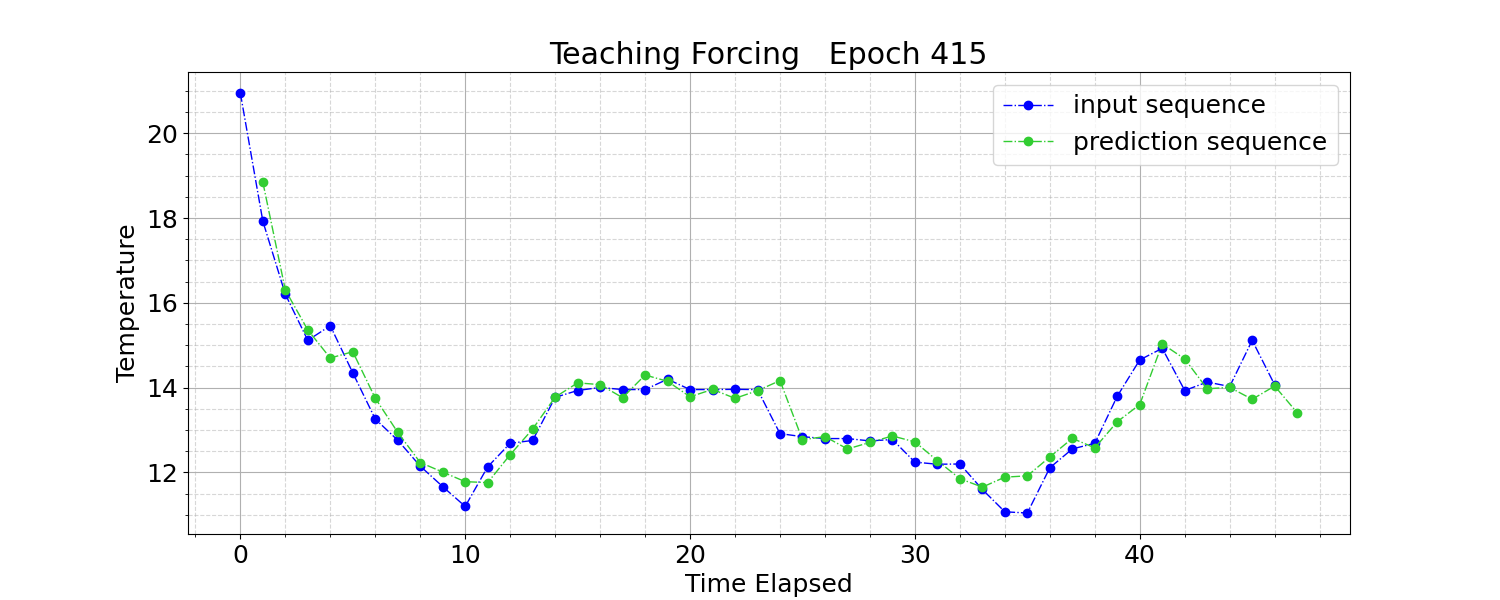 Teaching Forcing   Epoch 415
input sequence
prediction sequence
Temperature
20
18
16
14
12
0 10 20 30 40
Time Elapsed